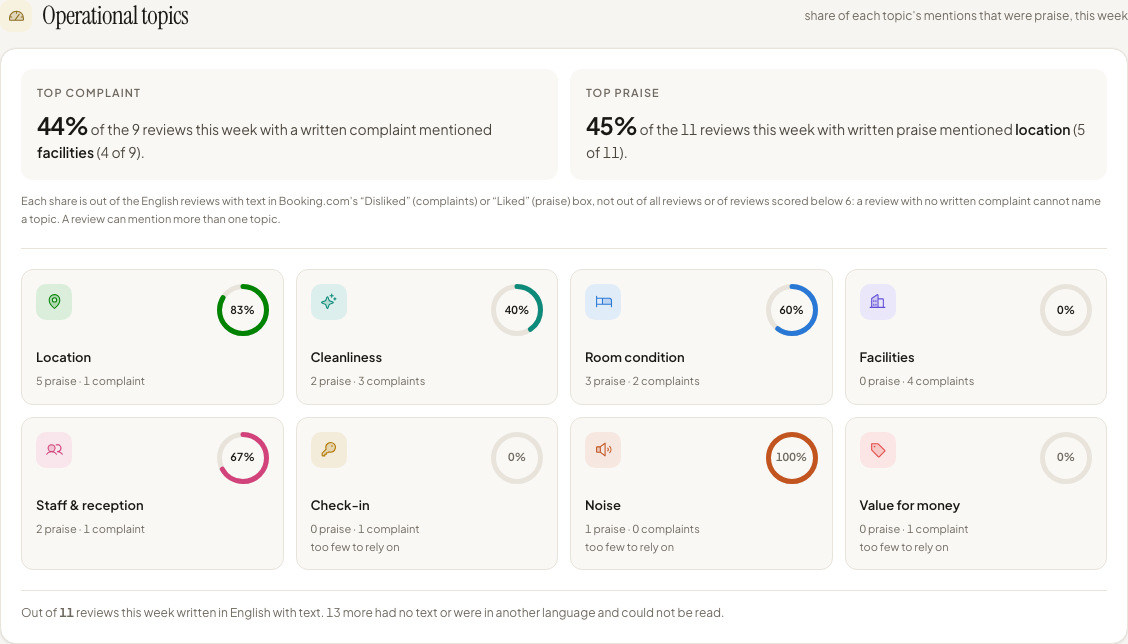 Operational topics
share of each topic's mentions that were praise, this week
TOP COMPLAINT
44% of the 9 reviews this week with a written complaint mentioned
facilities (4 of 9).
TOP PRAISE
45% of the 11 reviews this week with written praise mentioned location (5
of 11).
Each share is out of the English reviews with text in Booking.com's “Disliked” (complaints) or “Liked” (praise) box, not out of all reviews or of reviews scored below 6: a review with no written complaint cannot name
a topic. A review can mention more than one topic.
83%
Location
5 praise · 1 complaint
40%
Cleanliness
2 praise · 3 complaints
60%
Room condition
3 praise · 2 complaints
0%
Facilities
0 praise · 4 complaints
67%
Staff & reception
2 praise · 1 complaint
0%
Check-in
0 praise · 1 complaint
too few to rely on
100%
Noise
1 praise · 0 complaints
too few to rely on
0%
Value for money
0 praise · 1 complaint
too few to rely on
Out of 11 reviews this week written in English with text. 13 more had no text or were in another language and could not be read.